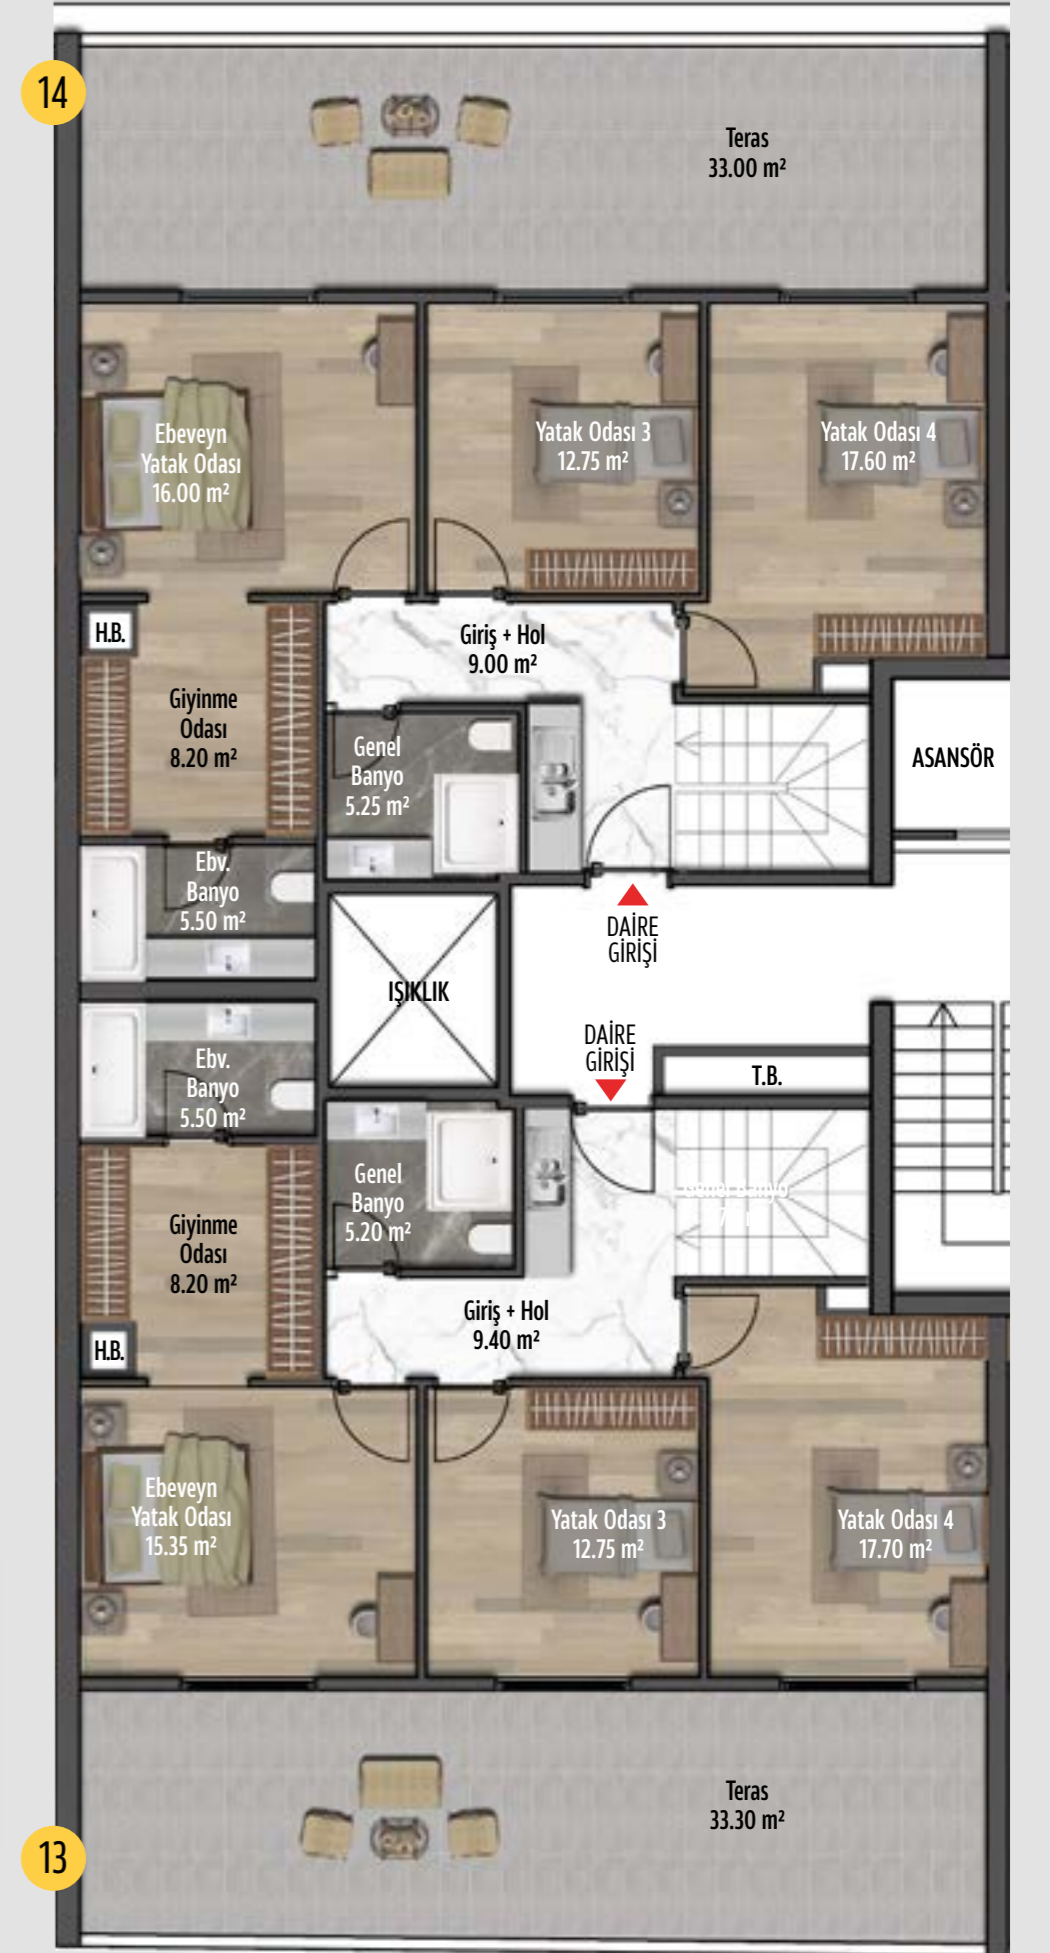 14
Teras
33.00 m²
Ebeveyn
Yatak Odası
16.00 m²
Yatak Odası 3
12.75 m²
Yatak Odası 4
17.60 m²
H.B.
Giriş + Hol
9.00 m²
Giyinme
Odası
8.20 m²
Genel
Banyo
5.25 m²
ASANSÖR
Ebv.
Banyo
5.50 m²
DAİRE
GİRİŞİ
IŞIKLIK
DAİRE
GİRİŞİ
T.B.
Ebv.
Banyo
5.50 m²
Genel
Banyo
5.20 m²
Genel Banyo
Giyinme
Odası
8.20 m²
Giriş + Hol
9.40 m²
H.B.
Ebeveyn
Yatak Odası
15.35 m²
Yatak Odası 3
12.75 m²
Yatak Odası 4
17.70 m²
Teras
33.30 m²
13